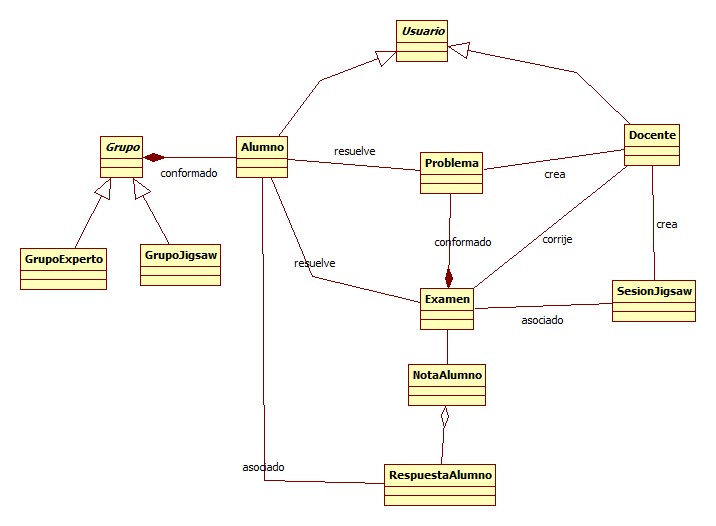 Usuario
Grupo
Alumno
Docente
resuelve
Problema
conformado
crea
GrupoExperto
GrupoJigsaw
crea
conformado
corrije
resuelve
Examen
SesionJigsaw
asociado
NotaAlumno
asociado
RespuestaAlumno